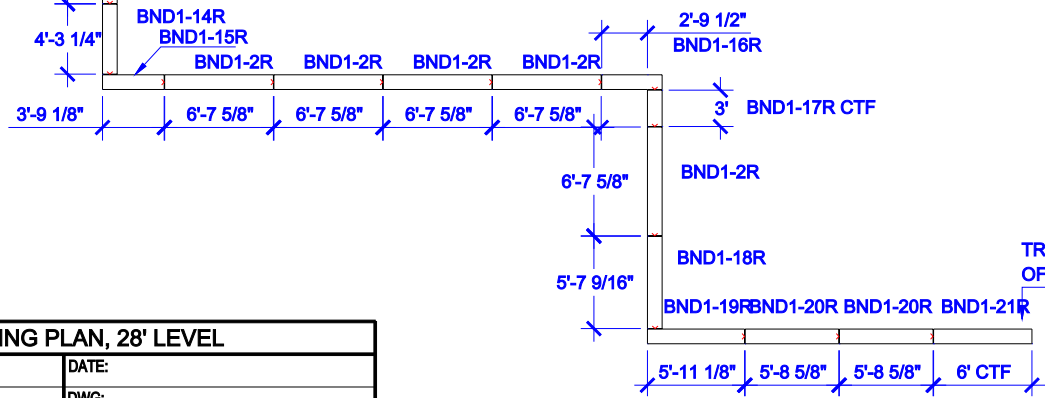 BND1-14R
4'-3 1/4"
BND1-15R
2'-9 1/2"
BND1-16R
BND1-2R BND1-2R BND1-2R BND1-2R
3'-9 1/8" 6'-7 5/8" 6'-7 5/8" 6'-7 5/8" 6'-7 5/8"
3' BND1-17R CTF
6'-7 5/8" BND1-2R
BND1-18R
5'-7 9/16"
TR
OF
BND1-19R BND1-20R BND1-20R BND1-21R
5'-11 1/8" 5'-8 5/8" 5'-8 5/8" 6' CTF
ING PLAN, 28' LEVEL
DATE:
DWG: